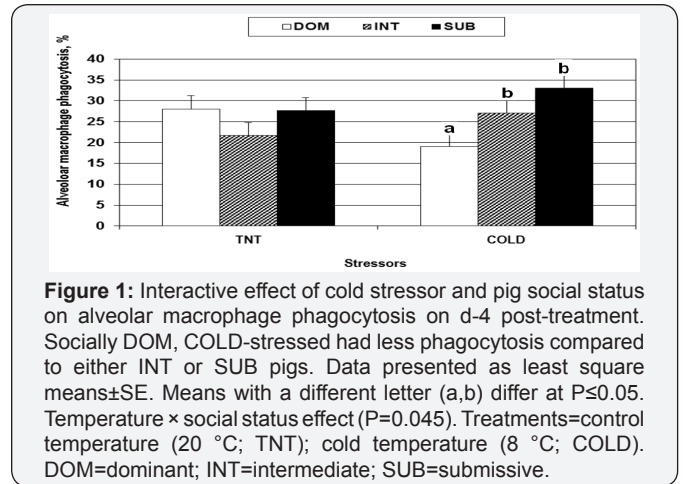 DOM INT SUB
Alveoloar macrophage phagocytosis, %
40
35
30
25
20
15
10
5
0
a
b
b
TNT COLD
Stressors
Figure 1: Interactive effect of cold stressor and pig social status
on alveolar macrophage phagocytosis on d-4 post-treatment.
Socially DOM, COLD-stressed had less phagocytosis compared
to either INT or SUB pigs. Data presented as least square
means±SE. Means with a different letter (a,b) differ at P≤0.05.
Temperature × social status effect (P=0.045). Treatments=control
temperature (20 °C; TNT); cold temperature (8 °C; COLD).
DOM=dominant; INT=intermediate; SUB=submissive.